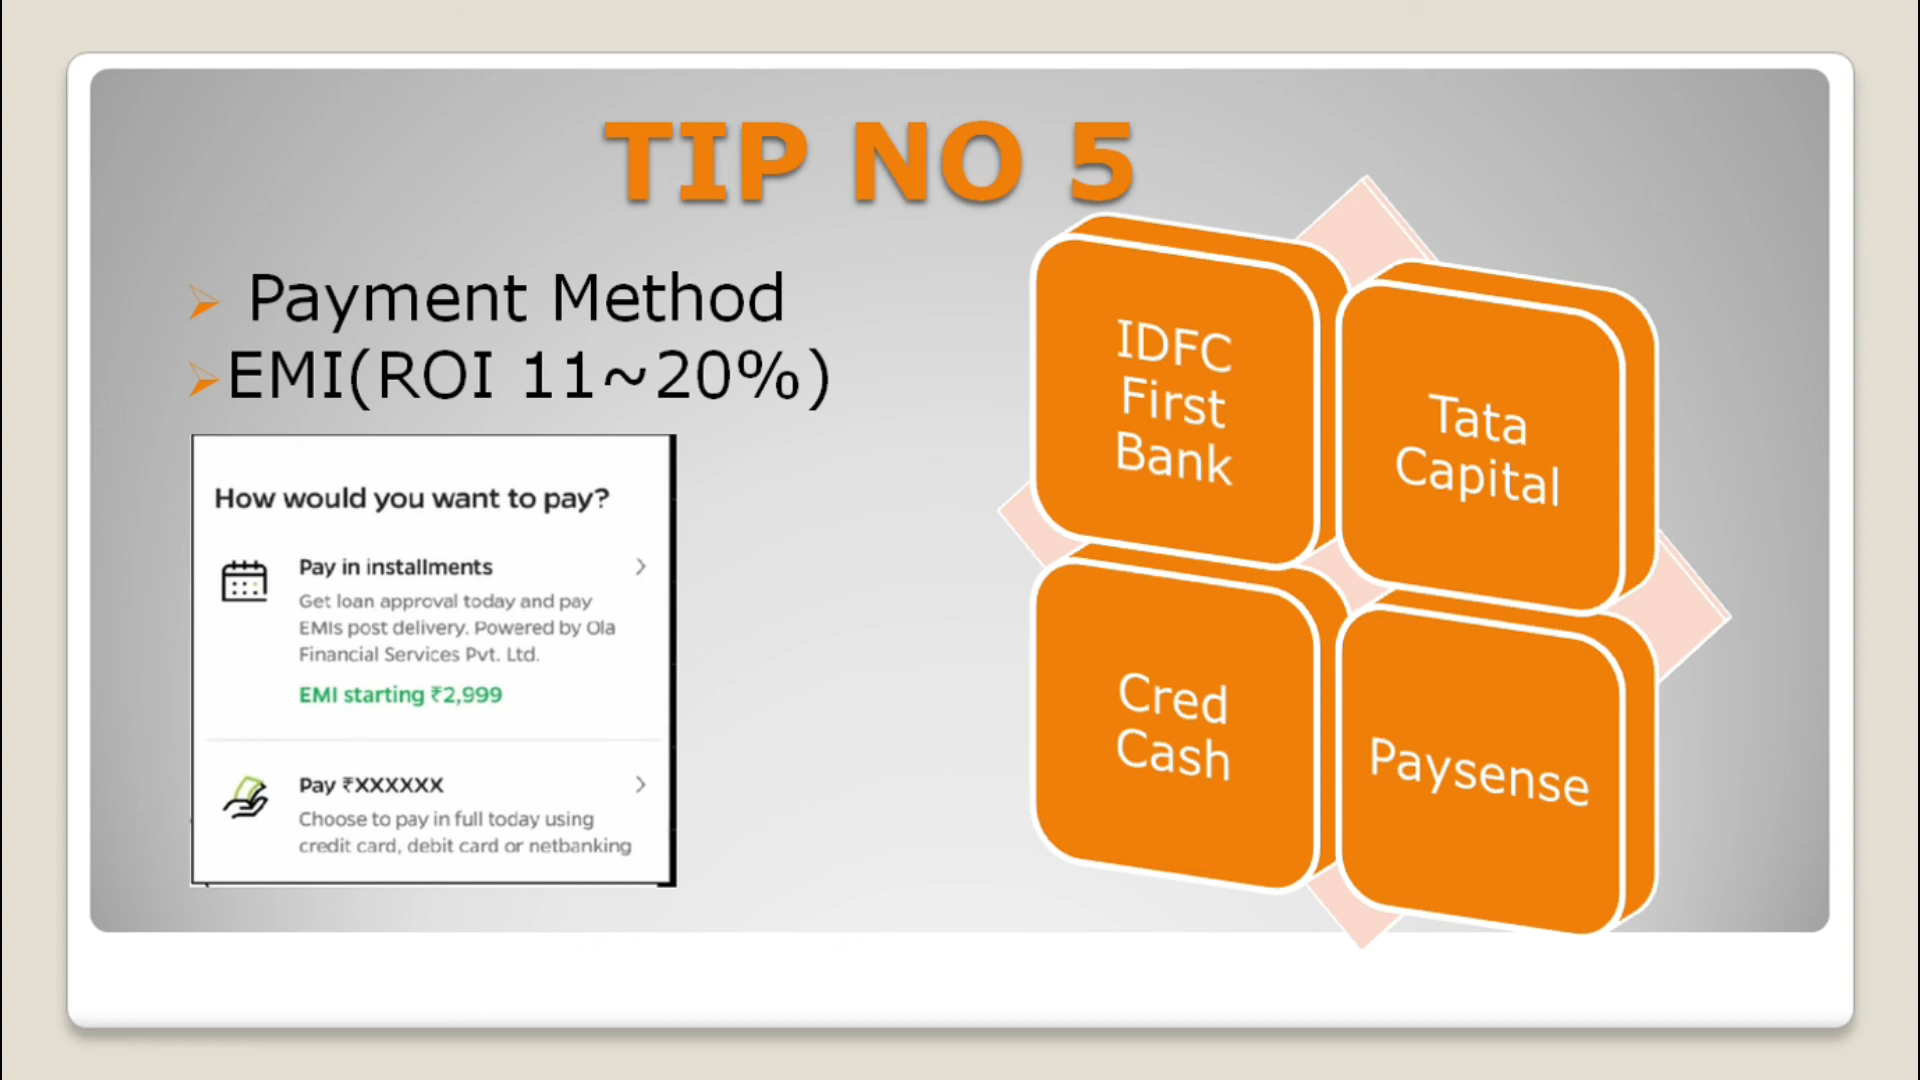 TIP NO 5
Payment Method
EMI(ROI 11~20%)
How would you want to pay?
Pay in installments
Get loan approval today and pay
EMIs post delivery. Powered by Ola
Financial Services Pvt. Ltd.
EMI starting ₹2,999
Pay ₹XXXXXX
Choose to pay in full today using
credit card, debit card or netbanking
IDFC
First
Bank
Tata
Capital
Cred
Cash
Paysense